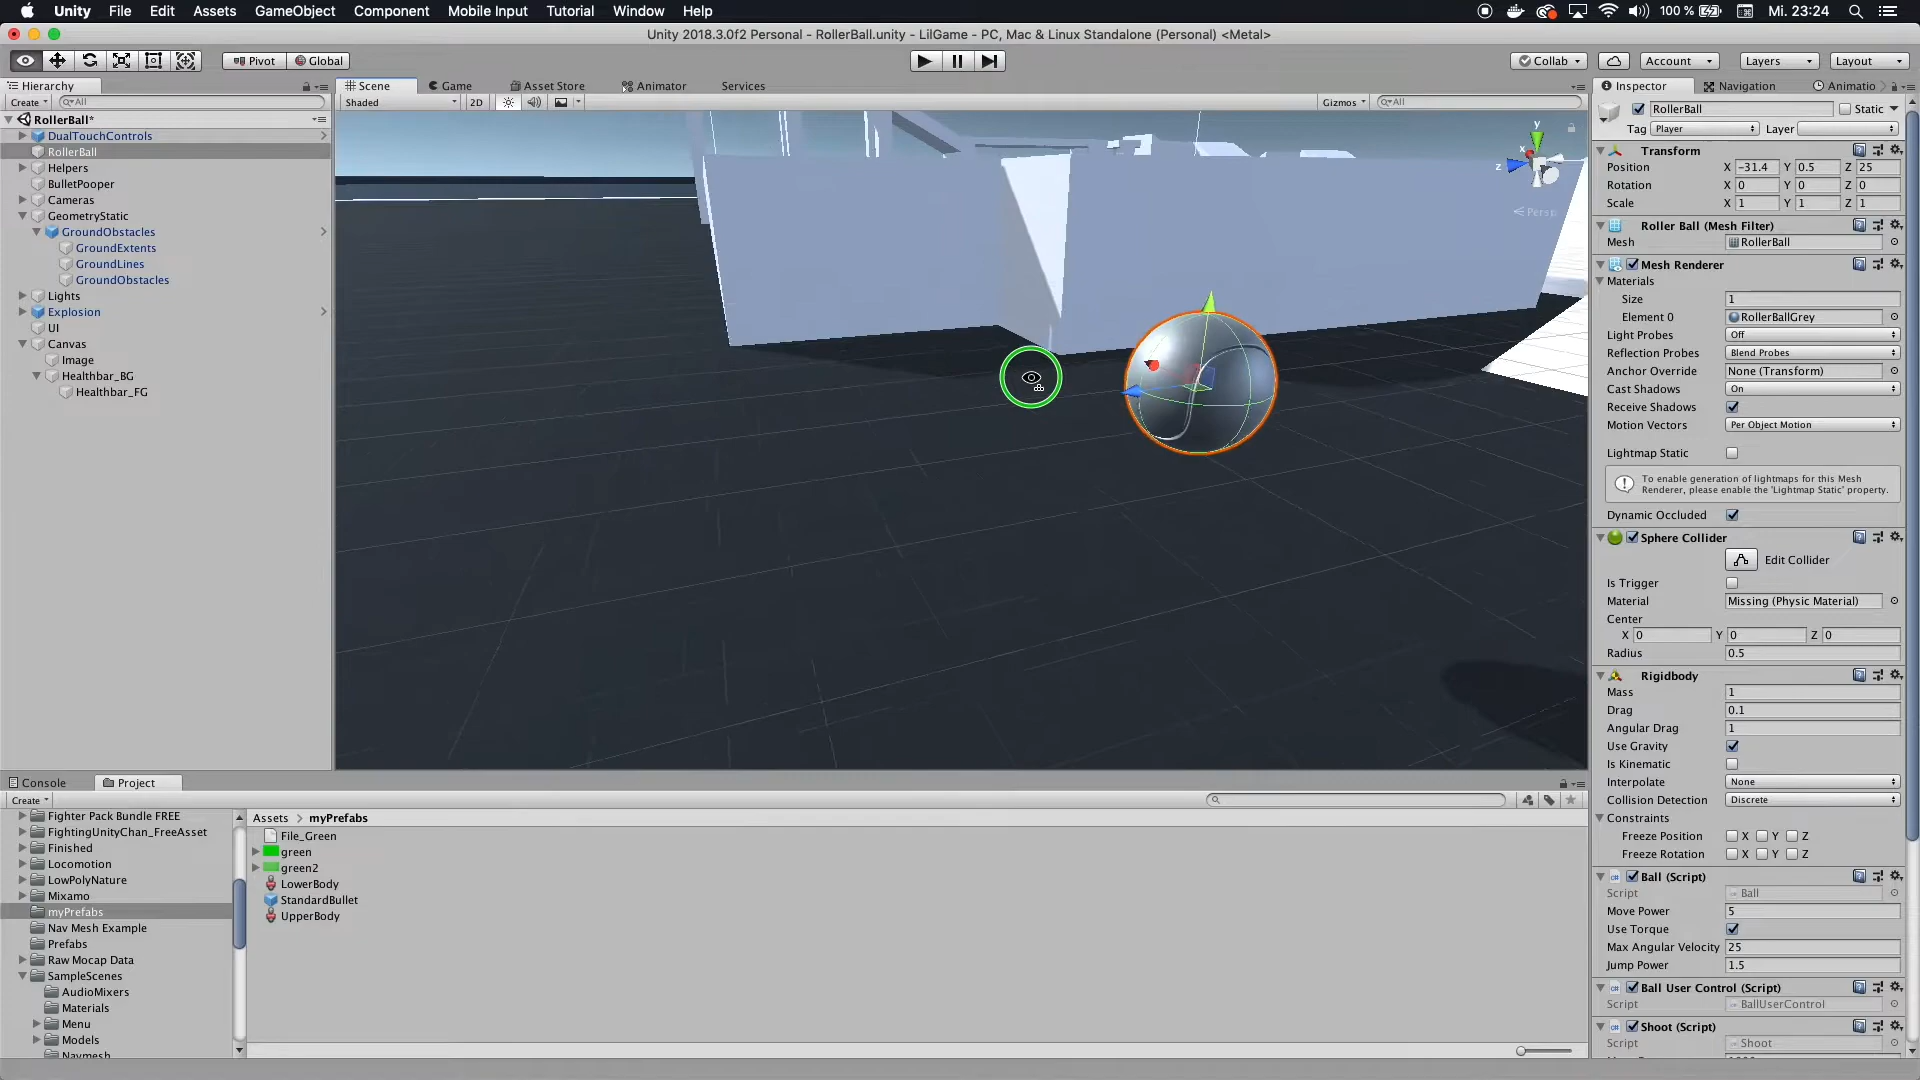 Unity File Edit Assets GameObject Component Mobile Input Tutorial Window Help 100 % Mi. 23:24
Unity 2018.3.0f2 Personal - RollerBall.unity - LilGame - PC, Mac & Linux Standalone (Personal) <Metal>
Pivot Global Collab Account Layers Layout
Hierarchy Scene Game Asset Store Animator Services Inspector Navigation Animatio
Create All Shaded 2D Gizmos All
RollerBall*
DualTouchControls
RollerBall
Helpers
BulletPooper
Cameras
GeometryStatic
GroundObstacles
GroundExtents
GroundLines
GroundObstacles
Lights
Explosion
UI
Canvas
Image
Healthbar_BG
Healthbar_FG
y
x
z
Persp
RollerBall Static
Tag Player Layer
Transform
Position X -31.4 Y 0.5 Z 25
Rotation X 0 Y 0 Z 0
Scale X 1 Y 1 Z 1
Roller Ball (Mesh Filter)
Mesh RollerBall
Mesh Renderer
Materials
Size 1
Element 0 RollerBallGrey
Light Probes Off
Reflection Probes Blend Probes
Anchor Override None (Transform)
Cast Shadows On
Receive Shadows
Motion Vectors Per Object Motion
Lightmap Static
To enable generation of lightmaps for this Mesh
Renderer, please enable the 'Lightmap Static' property.
Dynamic Occluded
Sphere Collider
Edit Collider
Is Trigger
Material Missing (Physic Material)
Center
X 0 Y 0 Z 0
Radius 0.5
Rigidbody
Mass 1
Drag 0.1
Angular Drag 1
Use Gravity
Is Kinematic
Interpolate None
Collision Detection Discrete
Constraints
Freeze Position X Y Z
Freeze Rotation X Y Z
Ball (Script)
Script Ball
Move Power 5
Use Torque
Max Angular Velocity 25
Jump Power 1.5
Ball User Control (Script)
Script BallUserControl
Shoot (Script)
Script Shoot
Console Project
Create
Fighter Pack Bundle FREE
FightingUnityChan_FreeAsset
Finished
Locomotion
LowPolyNature
Mixamo
myPrefabs
Nav Mesh Example
Prefabs
Raw Mocap Data
SampleScenes
AudioMixers
Materials
Menu
Models
Navmesh
Assets > myPrefabs
File_Green
green
green2
LowerBody
StandardBullet
UpperBody